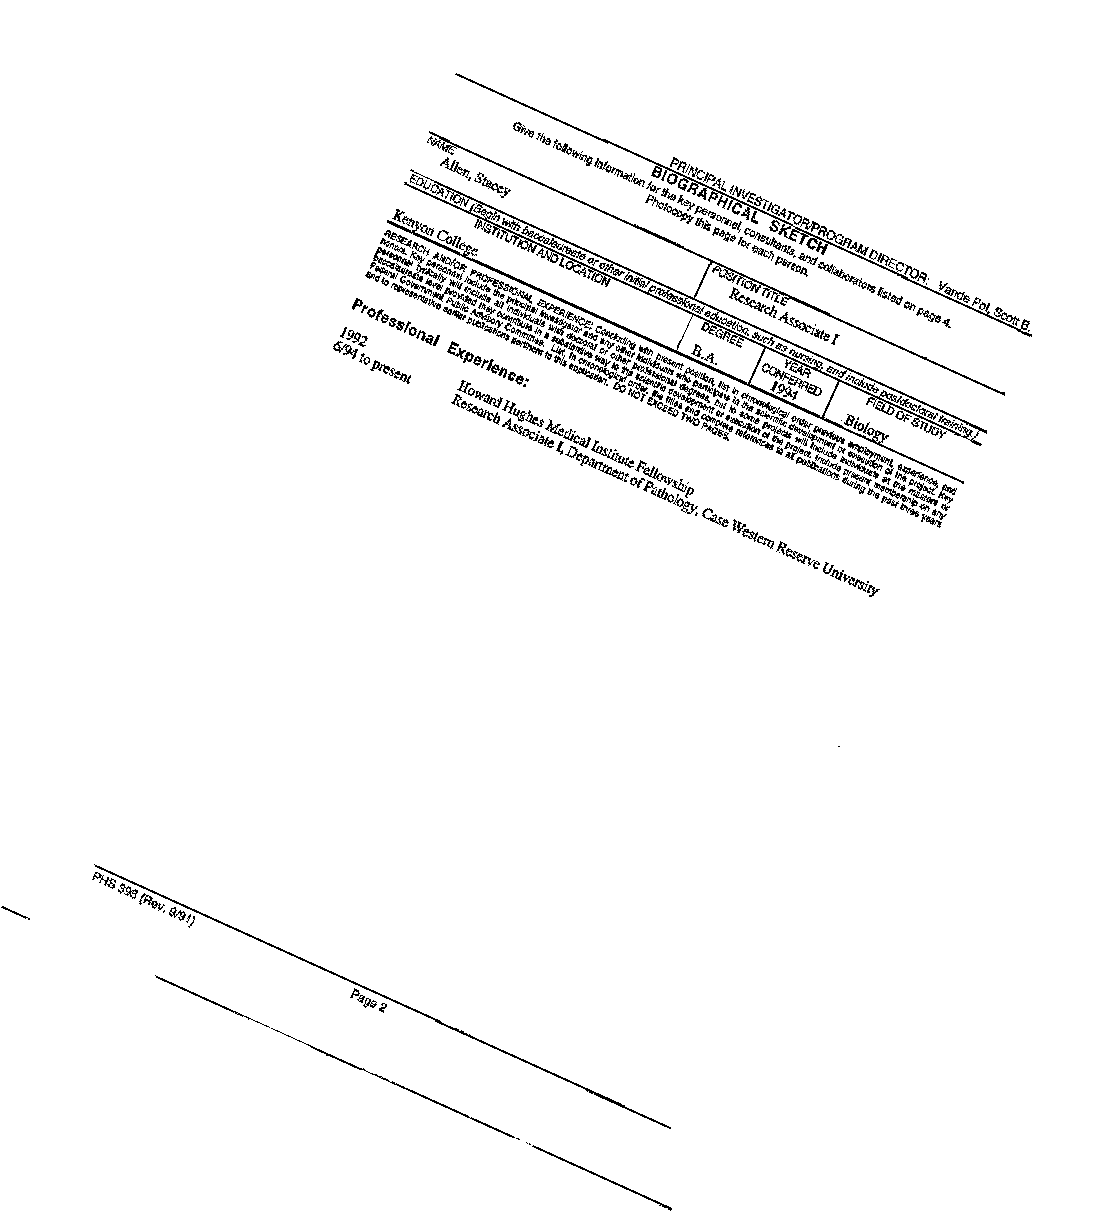 PRINCIPAL INVESTIGATOR/PROGRAM DIRECTOR: Vande Pol, Scott B.
BIOGRAPHICAL SKETCH
Give the following information for the key personnel, consultants, and collaborators listed on page 4.
Photocopy this page for each person.
NAME
Allen, Stacey
POSITION TITLE
Research Associate I
EDUCATION (Begin with baccalaureate or other initial professional education, such as nursing, and include postdoctoral training.)
INSTITUTION AND LOCATION
DEGREE
YEAR
CONFERRED
FIELD OF STUDY
Kenyon College
B.A.
1994
Biology
RESEARCH AND/OR PROFESSIONAL EXPERIENCE: Concluding with present position, list in chronological order previous employment, experience, and
honors. Key personnel include the principal investigator and any other individuals who participate in the scientific development or execution of the project. Key
personnel typically will include all individuals with doctoral or other professional degrees, but in some projects will include individuals at the masters or
baccalaureate level provided they contribute in a substantive way to the scientific development or execution of the project. Include present membership on any
Federal Government Public Advisory Committee. List, in chronological order, the titles and complete references to all publications during the past three years
and to representative earlier publications pertinent to this application. DO NOT EXCEED TWO PAGES.
Professional Experience:
1992 Howard Hughes Medical Institute Fellowship
6/94 to present Research Associate I, Department of Pathology, Case Western Reserve University
PHS 398 (Rev. 9/91)
Page 2